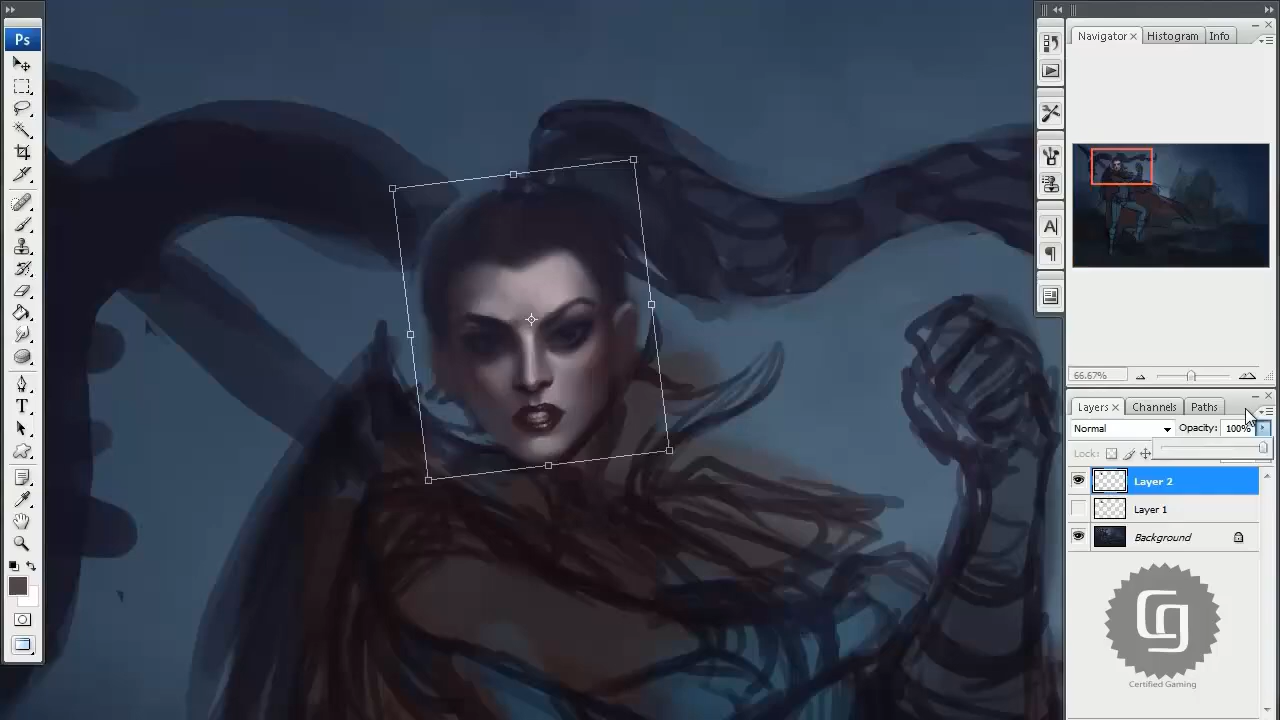 Ps
Navigator
Histogram
Info
66.67%
Layers
Channels
Paths
Normal
Opacity:
100%
Lock:
Layer 2
Layer 1
Background
T
A
CG
Certified Gaming